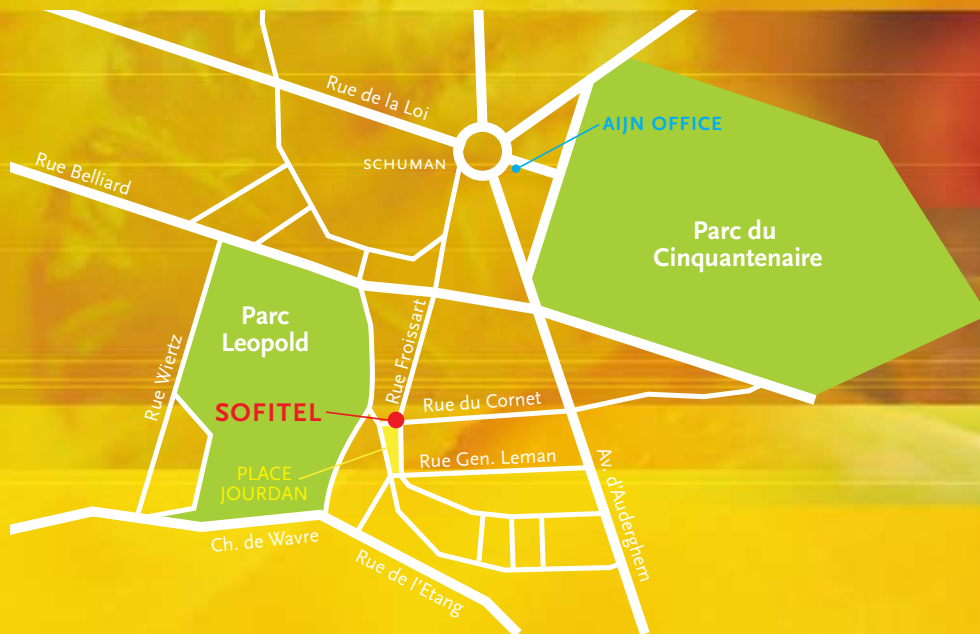 Rue de la Loi
AIJN OFFICE
SCHUMAN
Rue Belliard
Parc du
Cinquantenaire
Parc
Leopold
Rue Froissart
Rue Wiertz
SOFITEL
Rue du Cornet
Rue Gen. Leman
PLACE
JOURDAN
Av. d'Auderghem
Ch. de Wavre
Rue de l'Etang